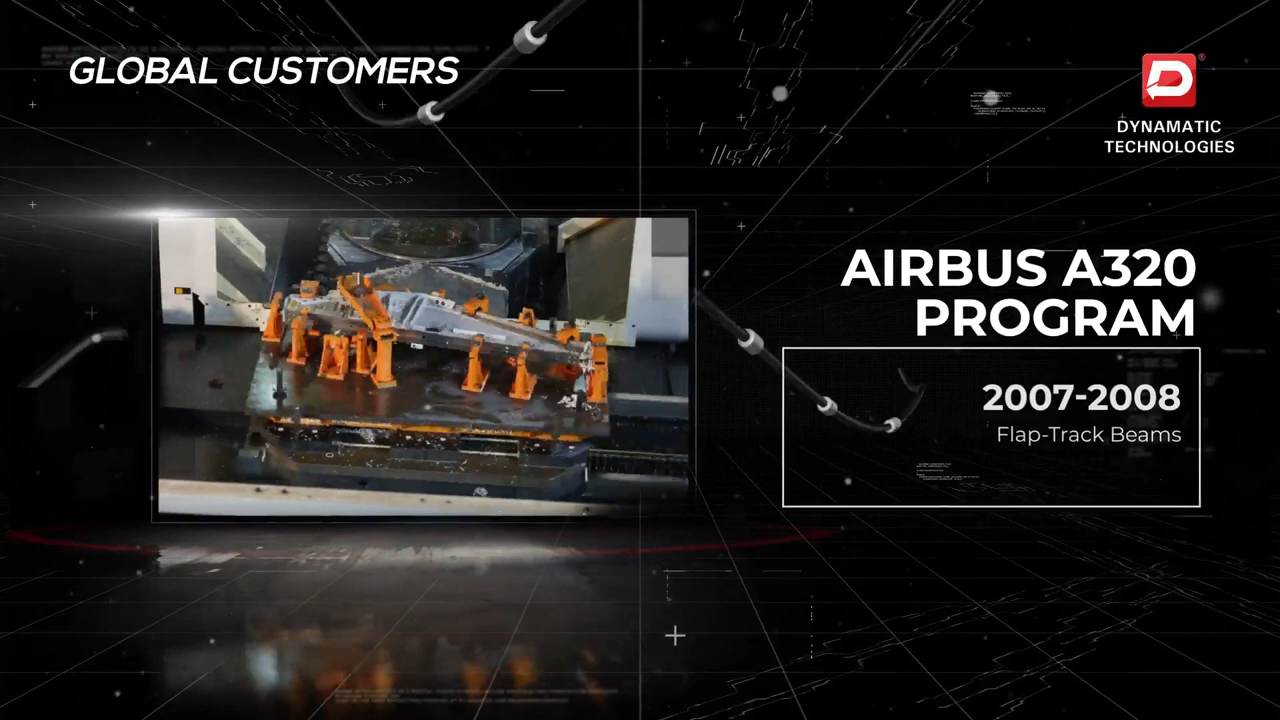 GLOBAL CUSTOMERS
DYNAMATIC
TECHNOLOGIES
AIRBUS A320
PROGRAM
2007-2008
Flap-Track Beams